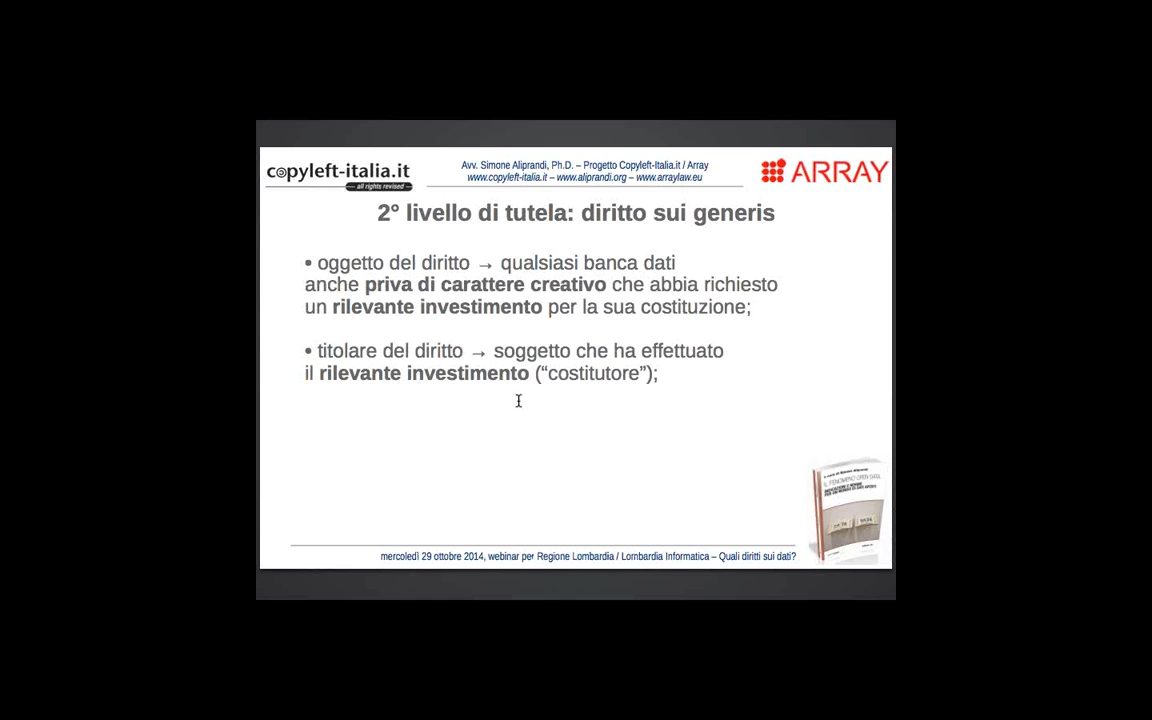 copyleft-italia.it
all rights revised
Avv. Simone Aliprandi, Ph.D. – Progetto Copyleft-Italia.it / Array
www.copyleft-italia.it – www.aliprandi.org – www.arraylaw.eu
ARRAY
2° livello di tutela: diritto sui generis
• oggetto del diritto → qualsiasi banca dati
anche priva di carattere creativo che abbia richiesto
un rilevante investimento per la sua costituzione;
• titolare del diritto → soggetto che ha effettuato
il rilevante investimento (“costitutore”);
IL FENOMENO OPEN DATA
mercoledì 29 ottobre 2014, webinar per Regione Lombardia / Lombardia Informatica – Quali diritti sui dati?